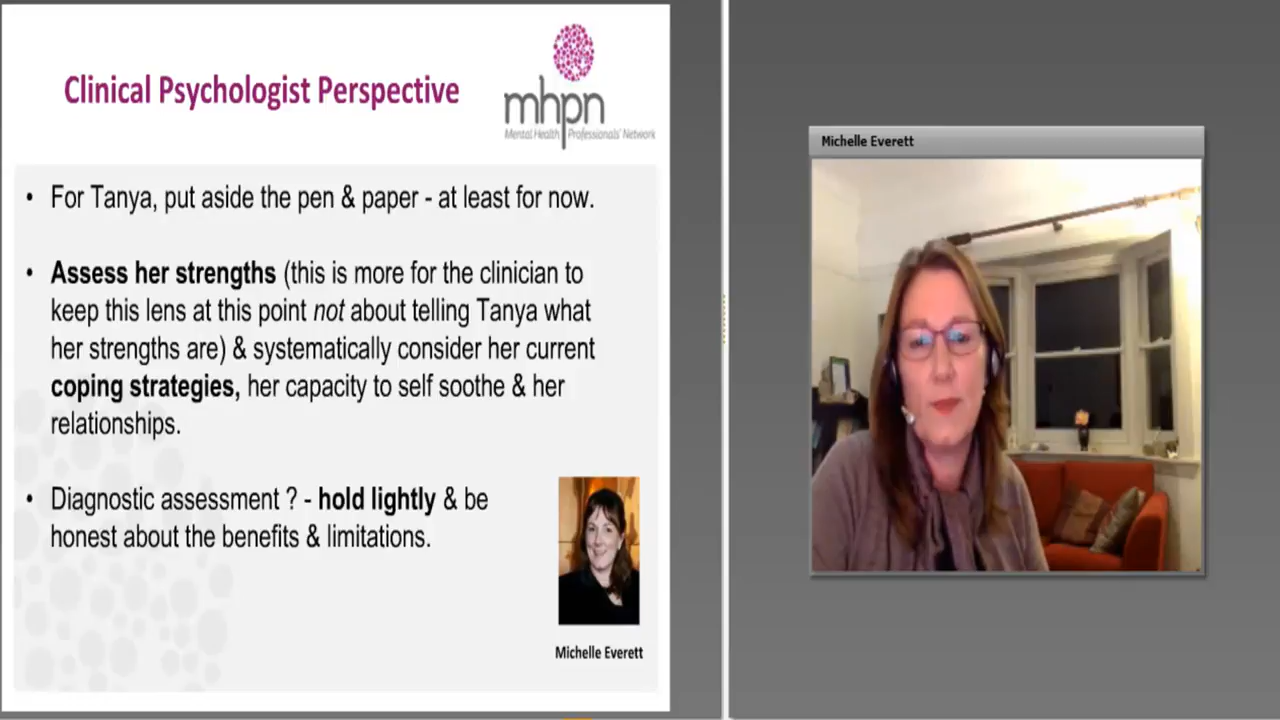 Clinical Psychologist Perspective
mhpn
Mental Health Professionals' Network
• For Tanya, put aside the pen & paper - at least for now.
• Assess her strengths (this is more for the clinician to
keep this lens at this point not about telling Tanya what
her strengths are) & systematically consider her current
coping strategies, her capacity to self soothe & her
relationships.
• Diagnostic assessment ? - hold lightly & be
honest about the benefits & limitations.
Michelle Everett
Michelle Everett